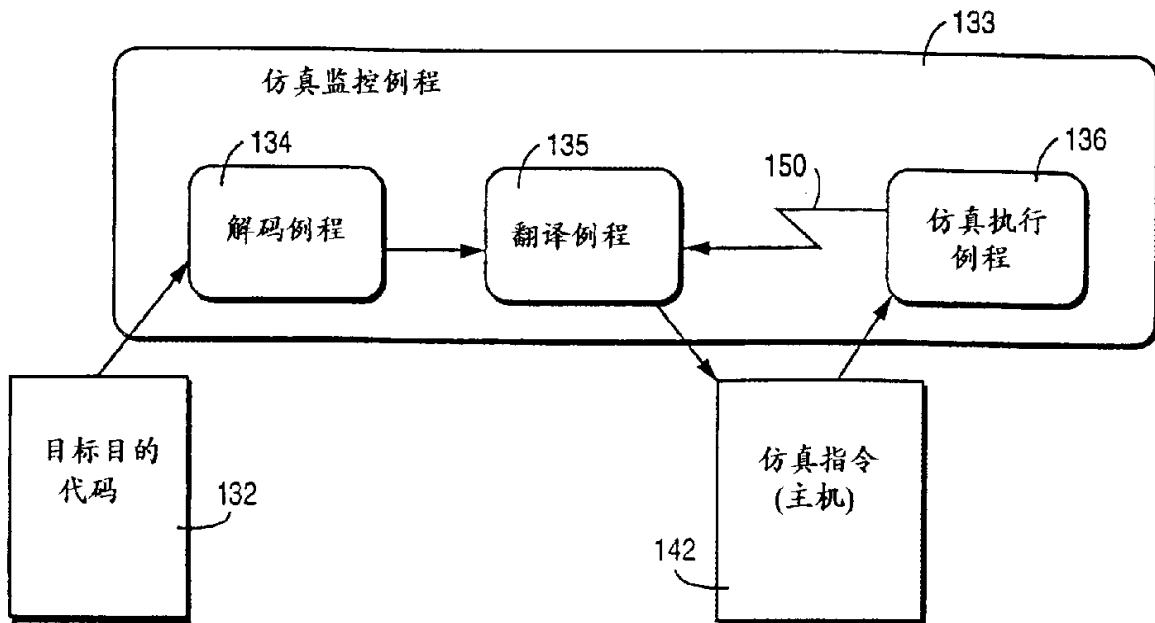 133
仿真监控例程
134
135
150
136
解码例程
翻译例程
仿真执行
例程
目标目的
代码
132
仿真指令
(主机)
142